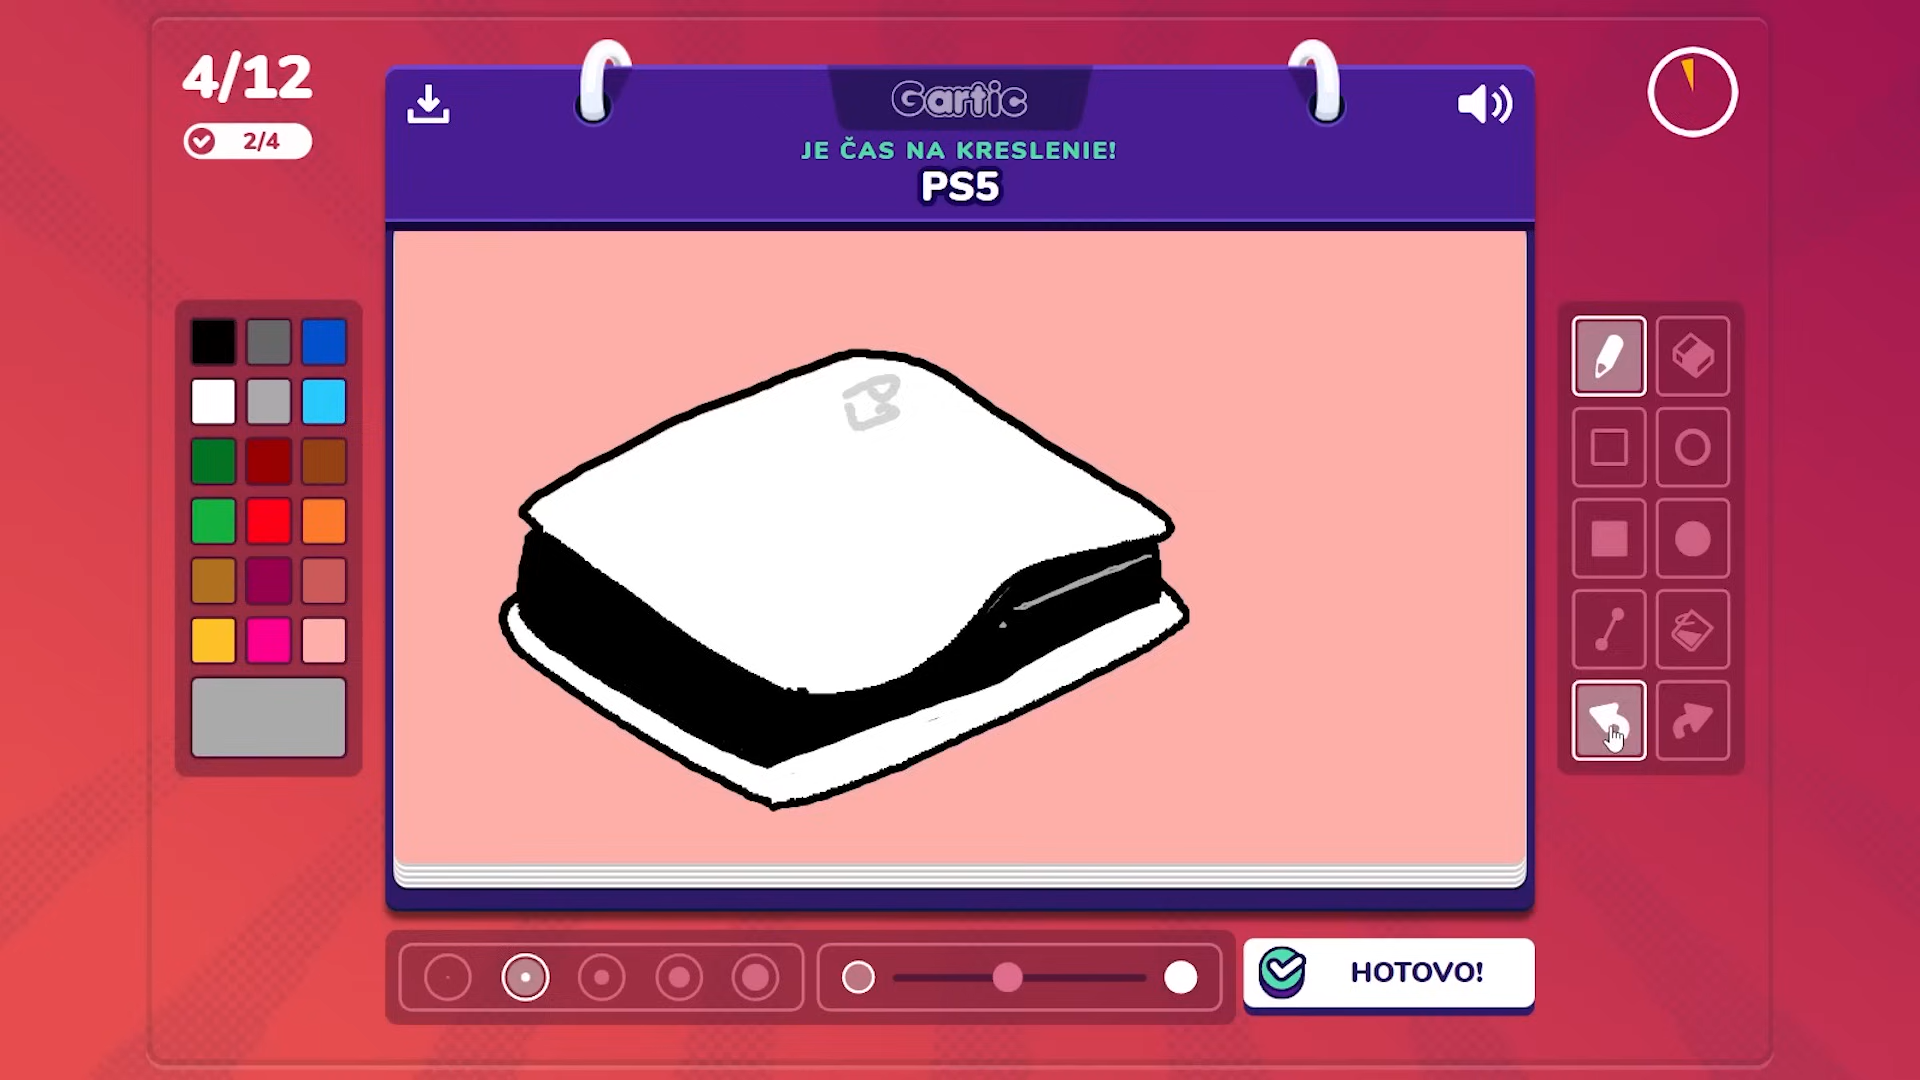 4/12
2/4
Gartic
JE ČAS NA KRESLENIE!
PS5
HOTOVO!